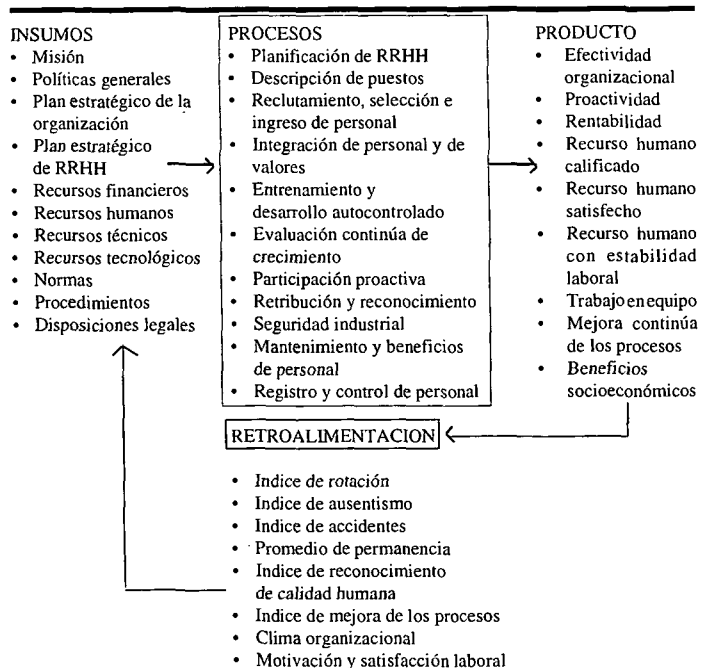 INSUMOS
• Misión
• Políticas generales
• Plan estratégico de la
organización
• Plan estratégico
de RRHH
• Recursos financieros
• Recursos humanos
• Recursos técnicos
• Recursos tecnológicos
• Normas
• Procedimientos
• Disposiciones legales
PROCESOS
• Planificación de RRHH
• Descripción de puestos
• Reclutamiento, selección e
ingreso de personal
• Integración de personal y de
valores
• Entrenamiento y
desarrollo autocontrolado
• Evaluación continúa de
crecimiento
• Participación proactiva
• Retribución y reconocimiento
• Seguridad industrial
• Mantenimiento y beneficios
de personal
• Registro y control de personal
PRODUCTO
• Efectividad
organizacional
• Proactividad
• Rentabilidad
• Recurso humano
calificado
• Recurso humano
satisfecho
• Recurso humano
con estabilidad
laboral
• Trabajo en equipo
• Mejora continúa
de los procesos
• Beneficios
socioeconómicos
RETROALIMENTACION
• Indice de rotación
• Indice de ausentismo
• Indice de accidentes
• Promedio de permanencia
• Indice de reconocimiento
de calidad humana
• Indice de mejora de los procesos
• Clima organizacional
• Motivación y satisfacción laboral